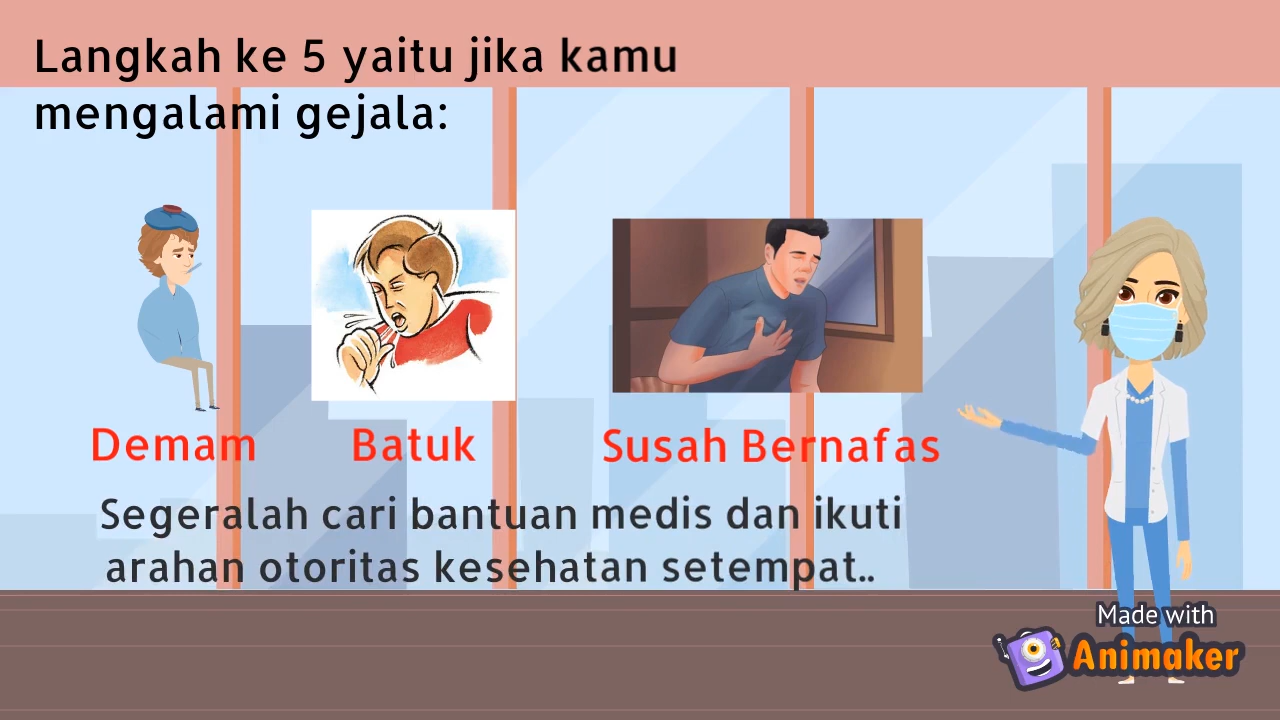 Langkah ke 5 yaitu jika kamu
mengalami gejala:
Demam
Batuk
Susah Bernafas
Segeralah cari bantuan medis dan ikuti
arahan otoritas kesehatan setempat..
Made with
Animaker